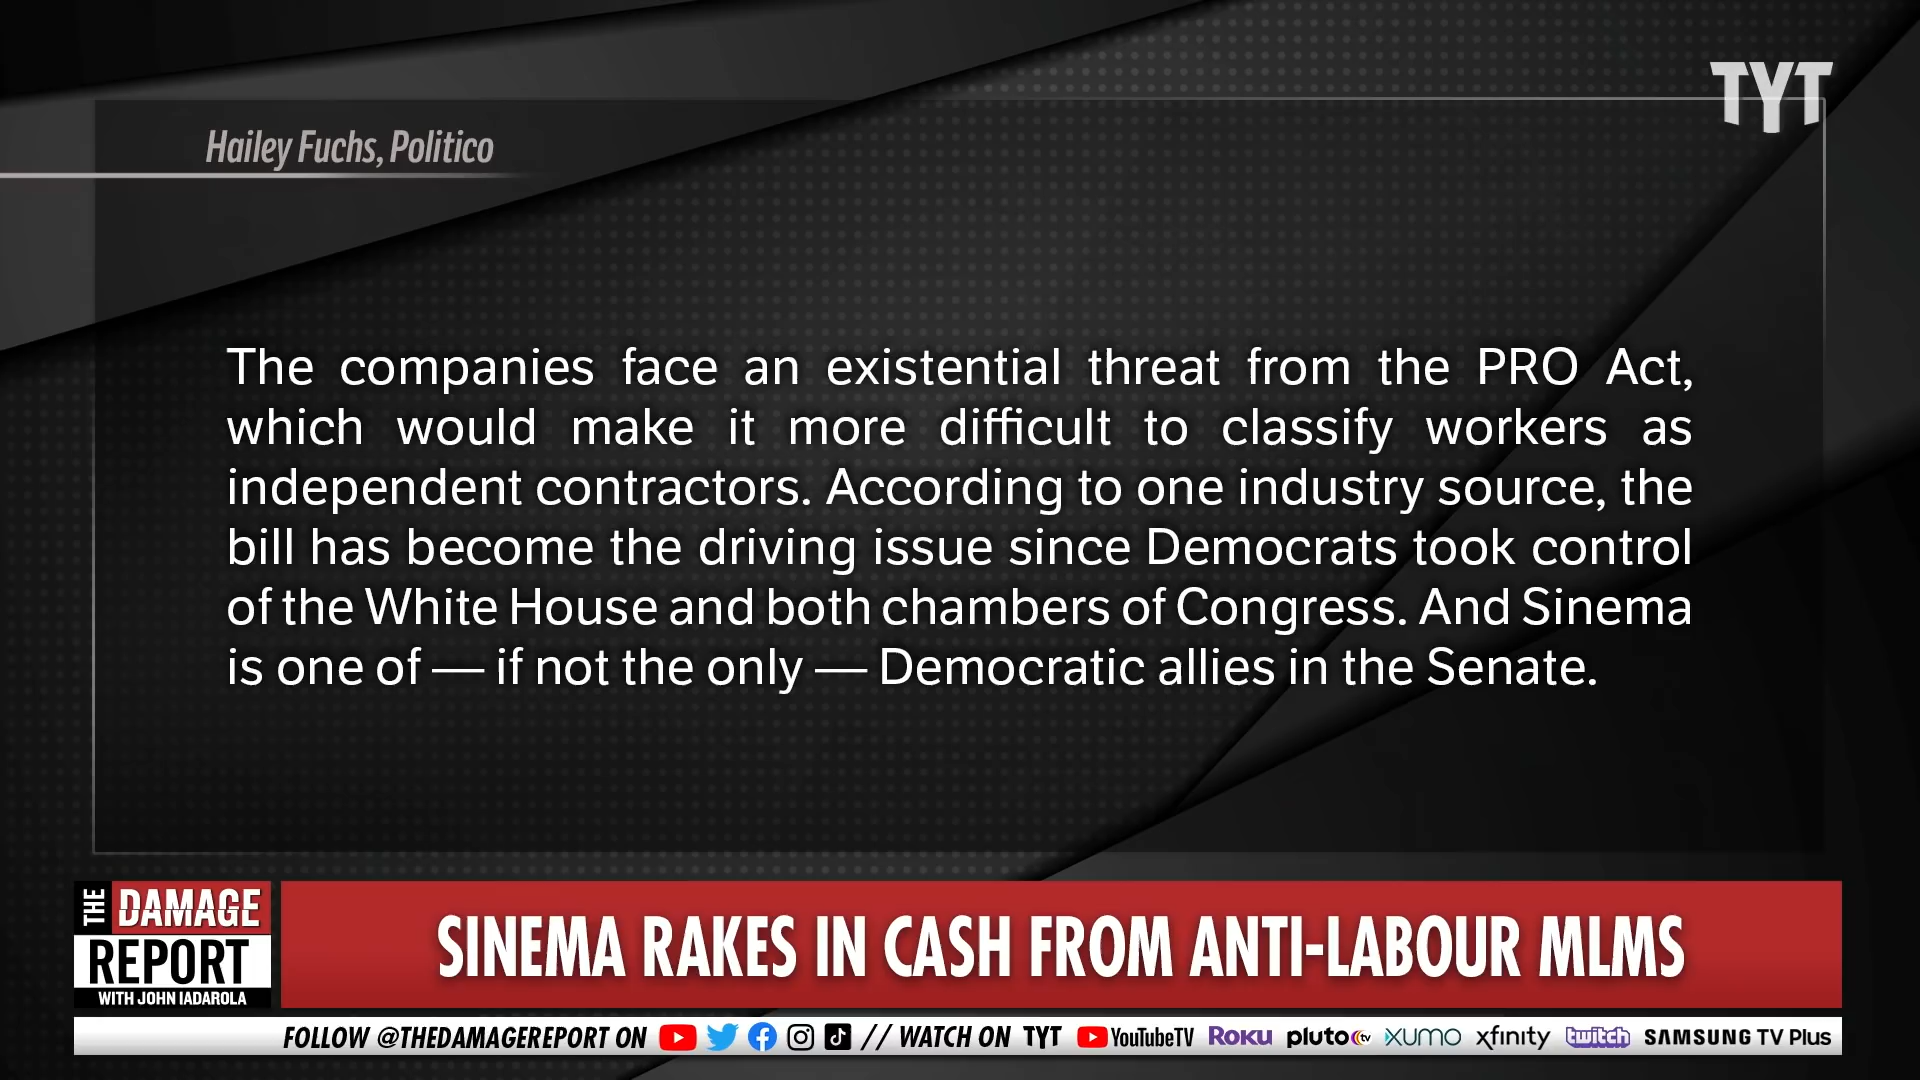 TYT
Hailey Fuchs, Politico
The companies face an existential threat from the PRO Act,
which would make it more difficult to classify workers as
independent contractors. According to one industry source, the
bill has become the driving issue since Democrats took control
of the White House and both chambers of Congress. And Sinema
is one of — if not the only — Democratic allies in the Senate.
THE DAMAGE
REPORT
WITH JOHN IADAROLA
SINEMA RAKES IN CASH FROM ANTI-LABOUR MLMS
FOLLOW @THEDAMAGEREPORT ON // WATCH ON TYT YouTubeTV ROKU pluto tv XUMO xfinity twitch SAMSUNG TV Plus